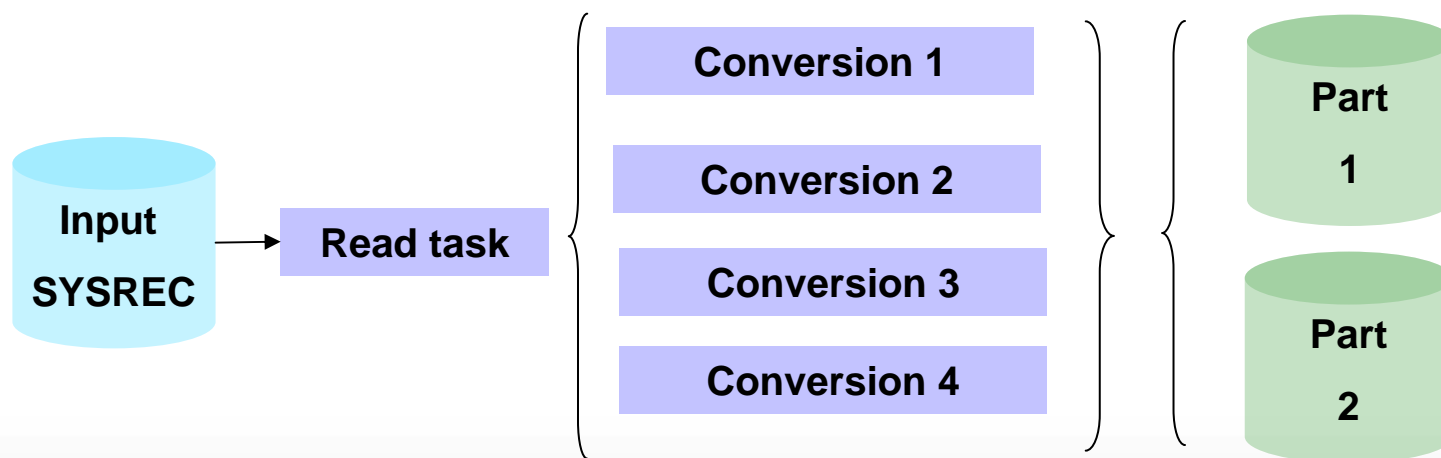 Input
SYSREC
Read task
Conversion 1
Conversion 2
Conversion 3
Conversion 4
Part
1
Part
2